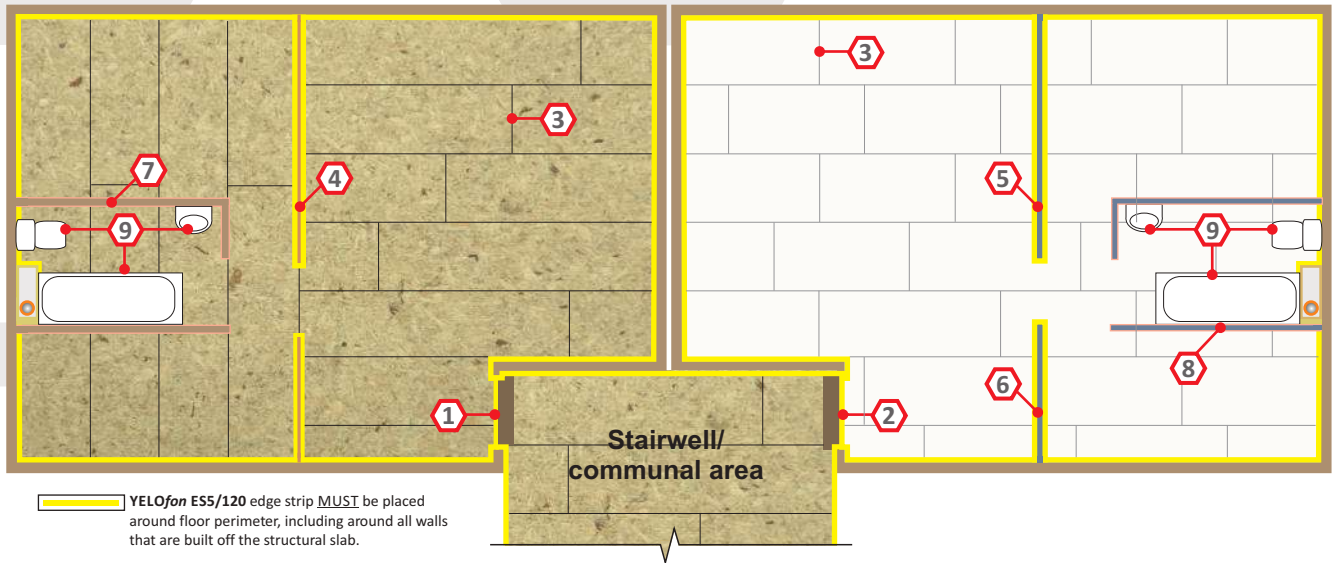 3
3
7
4
5
9
9
8
6
1
2
Stairwell/
communal area
YELOfon ES5/120 edge strip MUST be placed
around floor perimeter, including around all walls
that are built off the structural slab.